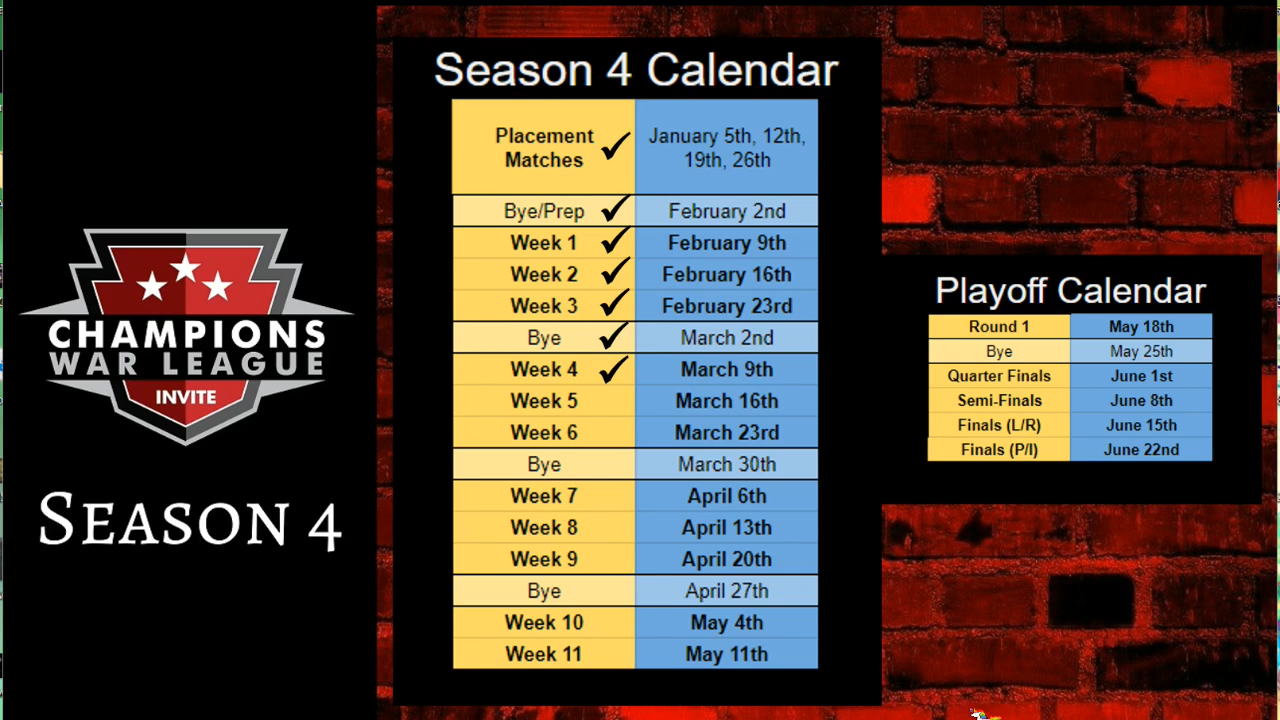 CHAMPIONS
WAR LEAGUE
INVITE
SEASON 4
Season 4 Calendar
Placement Matches ✓ January 5th, 12th, 19th, 26th
Bye/Prep ✓ February 2nd
Week 1 ✓ February 9th
Week 2 ✓ February 16th
Week 3 ✓ February 23rd
Bye ✓ March 2nd
Week 4 ✓ March 9th
Week 5 March 16th
Week 6 March 23rd
Bye March 30th
Week 7 April 6th
Week 8 April 13th
Week 9 April 20th
Bye April 27th
Week 10 May 4th
Week 11 May 11th
Playoff Calendar
Round 1 May 18th
Bye May 25th
Quarter Finals June 1st
Semi-Finals June 8th
Finals (L/R) June 15th
Finals (P/I) June 22nd